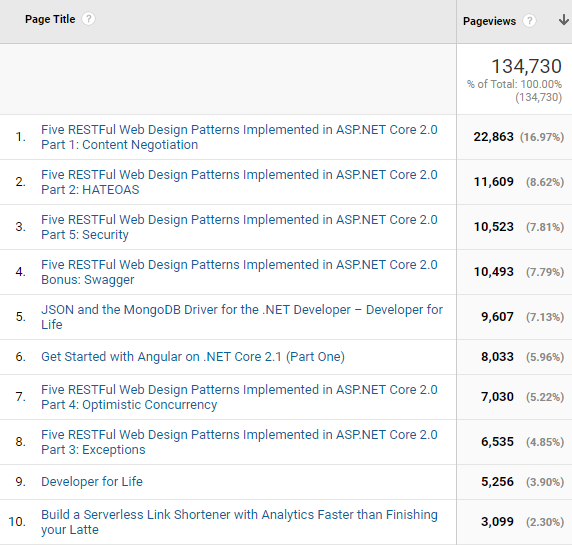 Page Title ? Pageviews ?
134,730
% of Total: 100.00%
(134,730)
1. Five RESTFul Web Design Patterns Implemented in ASP.NET Core 2.0
Part 1: Content Negotiation 22,863 (16.97%)
2. Five RESTFul Web Design Patterns Implemented in ASP.NET Core 2.0
Part 2: HATEOAS 11,609 (8.62%)
3. Five RESTFul Web Design Patterns Implemented in ASP.NET Core 2.0
Part 5: Security 10,523 (7.81%)
4. Five RESTFul Web Design Patterns Implemented in ASP.NET Core 2.0
Bonus: Swagger 10,493 (7.79%)
5. JSON and the MongoDB Driver for the .NET Developer – Developer for
Life 9,607 (7.13%)
6. Get Started with Angular on .NET Core 2.1 (Part One) 8,033 (5.96%)
7. Five RESTFul Web Design Patterns Implemented in ASP.NET Core 2.0
Part 4: Optimistic Concurrency 7,030 (5.22%)
8. Five RESTFul Web Design Patterns Implemented in ASP.NET Core 2.0
Part 3: Exceptions 6,535 (4.85%)
9. Developer for Life 5,256 (3.90%)
10. Build a Serverless Link Shortener with Analytics Faster than Finishing
your Latte 3,099 (2.30%)